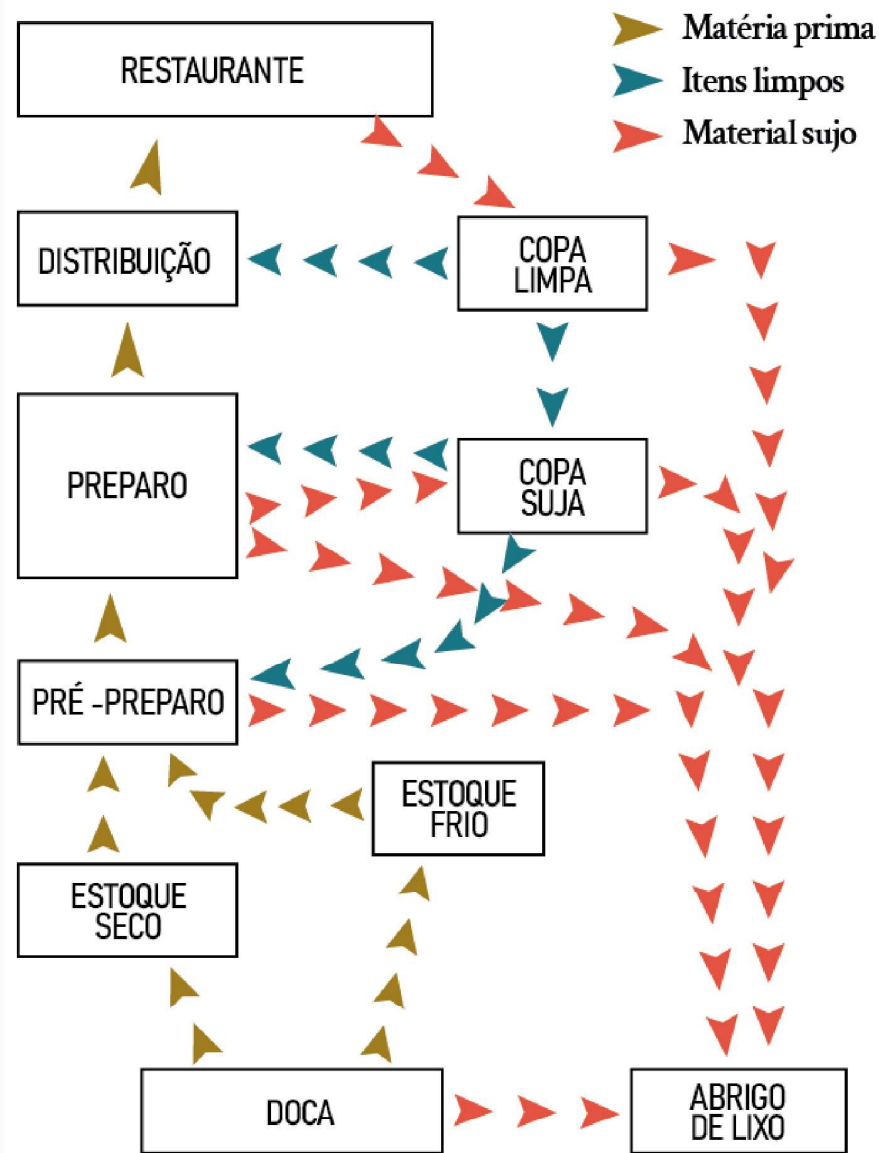 Matéria prima
RESTAURANTE
Itens limpos
Material sujo
DISTRIBUIÇÃO
COPA
LIMPA
PREPARO
COPA
SUJA
PRÉ -PREPARO
ESTOQUE
FRIO
ESTOQUE
SECO
DOCA
ABRIGO
DE LIXO